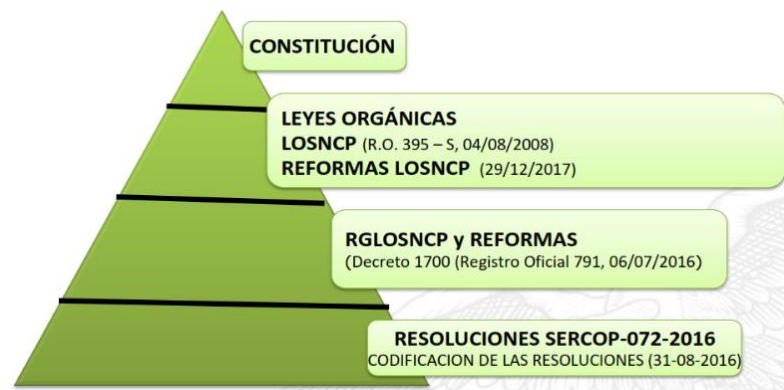 CONSTITUCIÓN
LEYES ORGÁNICAS
LOSNCP (R.O. 395 – S, 04/08/2008)
REFORMAS LOSNCP (29/12/2017)
RGLOSNCP y REFORMAS
(Decreto 1700 (Registro Oficial 791, 06/07/2016)
RESOLUCIONES SERCOP-072-2016
CODIFICACION DE LAS RESOLUCIONES (31-08-2016)